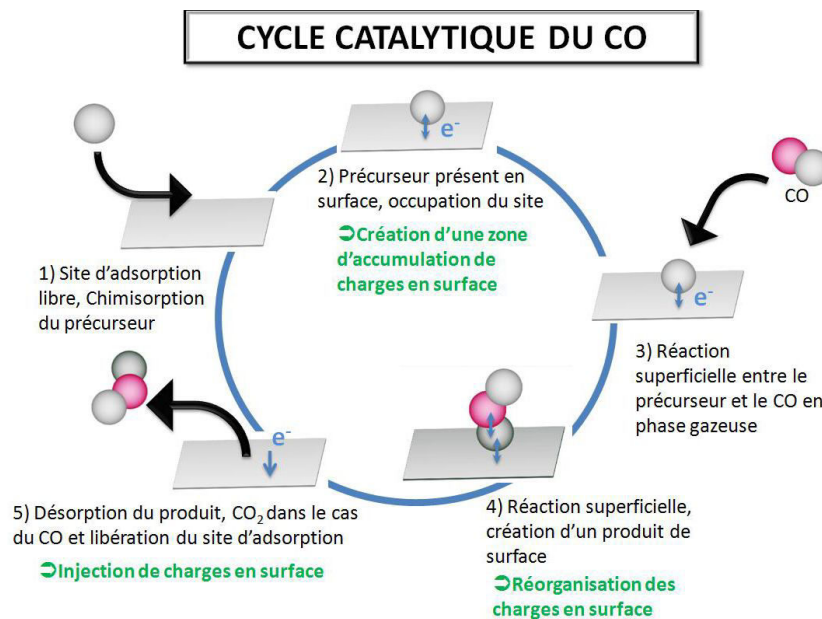 CYCLE CATALYTIQUE DU CO
e-
2) Précurseur présent en
surface, occupation du site
➲Création d'une zone
d'accumulation de
charges en surface
CO
1) Site d'adsorption
libre, Chimisorption
du précurseur
e-
3) Réaction
superficielle entre le
précurseur et le CO en
phase gazeuse
e-
5) Désorption du produit, CO2 dans le cas
du CO et libération du site d'adsorption
➲Injection de charges en surface
4) Réaction superficielle,
création d'un produit de
surface
➲Réorganisation des
charges en surface